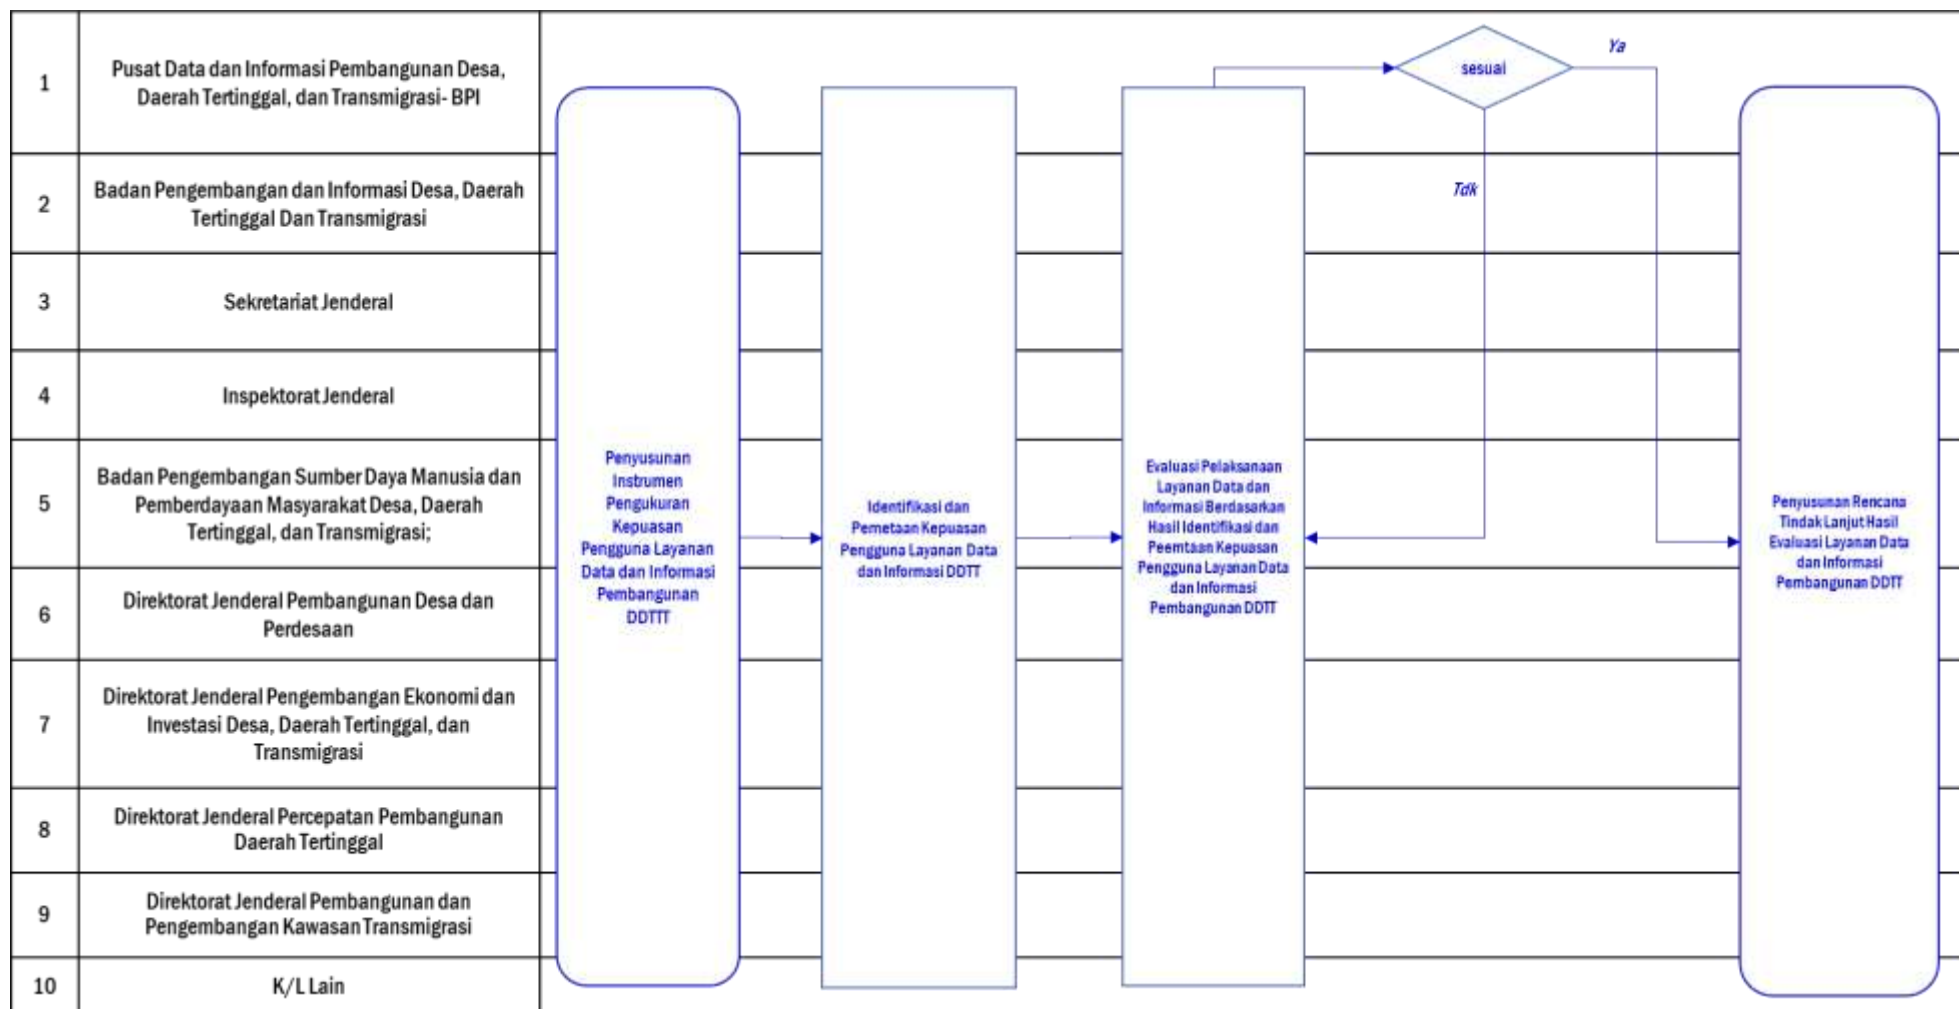 1
Pusat Data dan Informasi Pembangunan Desa,
Daerah Tertinggal, dan Transmigrasi- BPI
2
Badan Pengembangan dan Informasi Desa, Daerah
Tertinggal Dan Transmigrasi
3
Sekretariat Jenderal
4
Inspektorat Jenderal
5
Badan Pengembangan Sumber Daya Manusia dan
Pemberdayaan Masyarakat Desa, Daerah
Tertinggal, dan Transmigrasi;
6
Direktorat Jenderal Pembangunan Desa dan
Perdesaan
7
Direktorat Jenderal Pengembangan Ekonomi dan
Investasi Desa, Daerah Tertinggal, dan
Transmigrasi
8
Direktorat Jenderal Percepatan Pembangunan
Daerah Tertinggal
9
Direktorat Jenderal Pembangunan dan
Pengembangan Kawasan Transmigrasi
10
K/L Lain
Penyusunan
Instrumen
Pengukuran
Kepuasan
Pengguna Layanan
Data dan Informasi
Pembangunan
DDTTT
Identifikasi dan
Pemetaan Kepuasan
Pengguna Layanan Data
dan Informasi DDTT
Evaluasi Pelaksanaan
Layanan Data dan
Informasi Berdasarkan
Hasil Identifikasi dan
Peemtaan Kepuasan
Pengguna Layanan Data
dan Informasi
Pembangunan DDTT
sesuai
Ya
Tdk
Penyusunan Rencana
Tindak Lanjut Hasil
Evaluasi Layanan Data
dan Informasi
Pembangunan DDTT